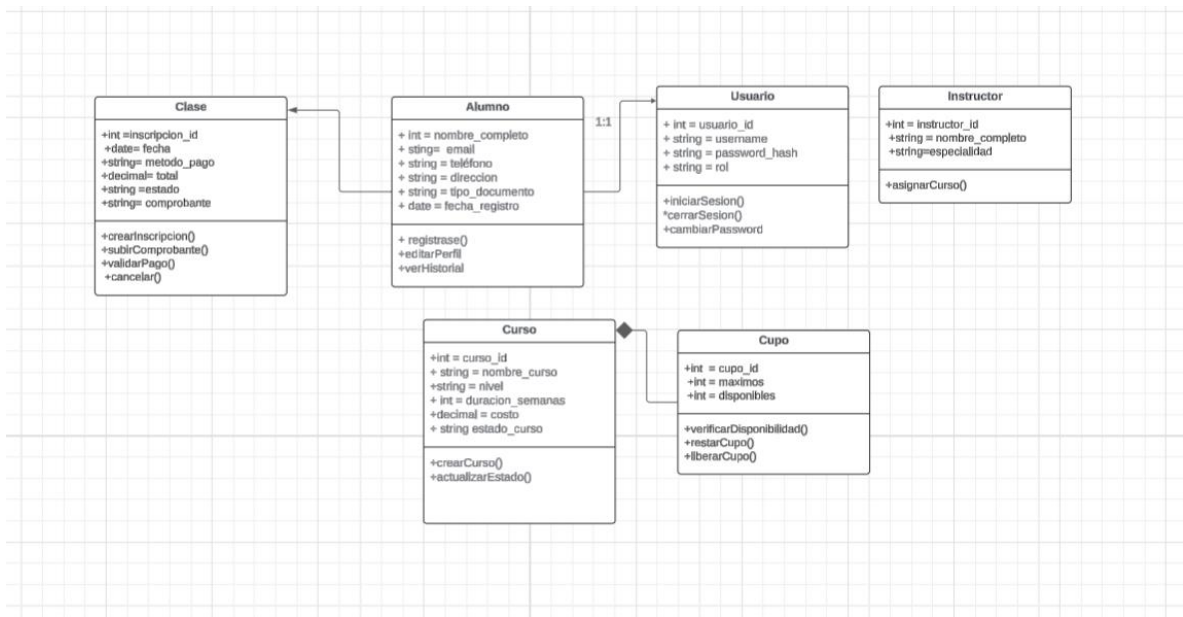 Clase
+int =inscripcion_id
+date= fecha
+string= metodo_pago
+decimal= total
+string =estado
+string= comprobante
+crearInscripcion()
+subirComprobante()
+validarPago()
+cancelar()
Alumno
+ int = nombre_completo
+ sting= email
+ string = teléfono
+ string = direccion
+ string = tipo_documento
+ date = fecha_registro
+ registrase()
+editarPerfil
+verHistorial
1:1
Usuario
+ int = usuario_id
+ string = username
+ string = password_hash
+ string = rol
+iniciarSesion()
*cerrarSesion()
+cambiarPassword
Instructor
+int = instructor_id
+string = nombre_completo
+string=especialidad
+asignarCurso()
Curso
+int = curso_id
+ string = nombre_curso
+string = nivel
+ int = duracion_semanas
+decimal = costo
+ string estado_curso
+crearCurso()
+actualizarEstado()
Cupo
+int = cupo_id
+int = maximos
+int = disponibles
+verificarDisponibilidad()
+restarCupo()
+liberarCupo()